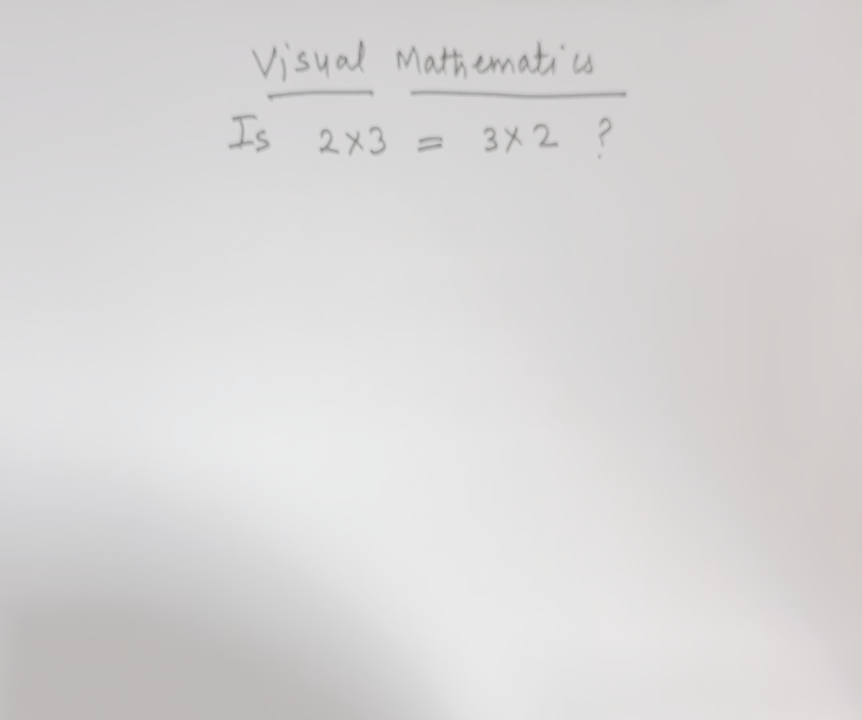 Visual Mathematics
Is 2×3 = 3×2 ?